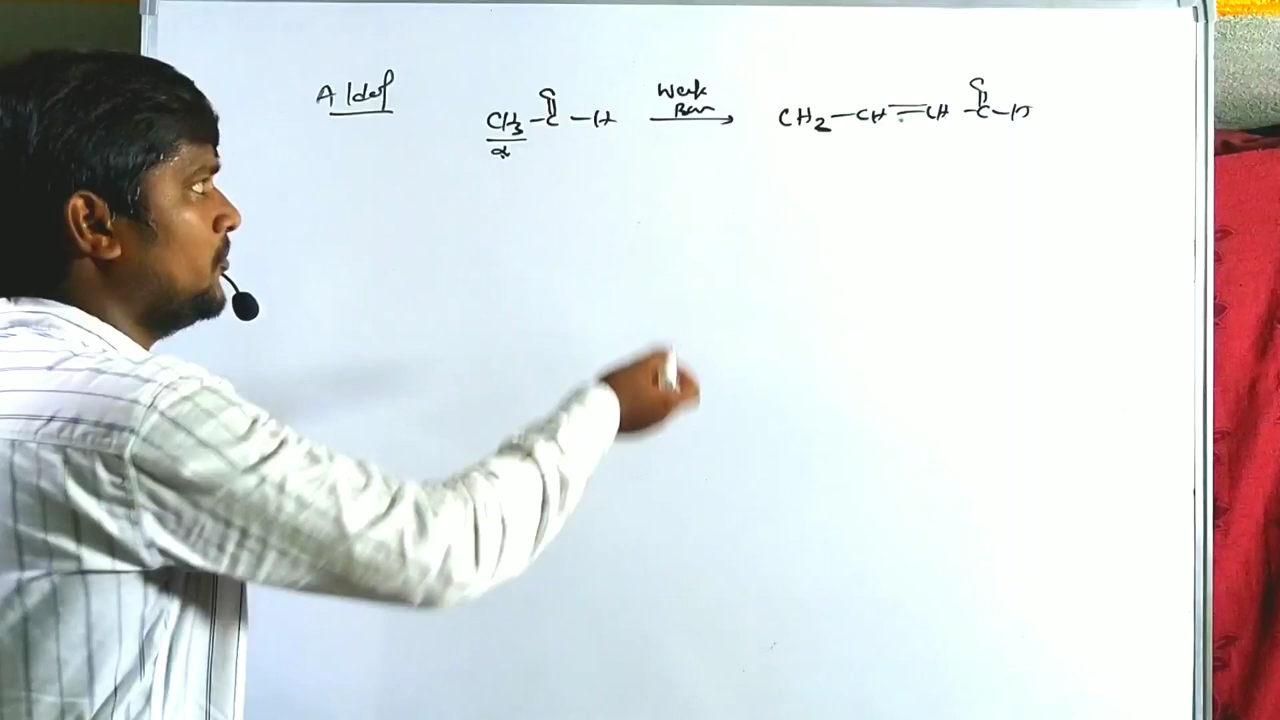 Aldol
O Weak O
CH₃-C-H Base → CH₂-CH=CH C-H
α